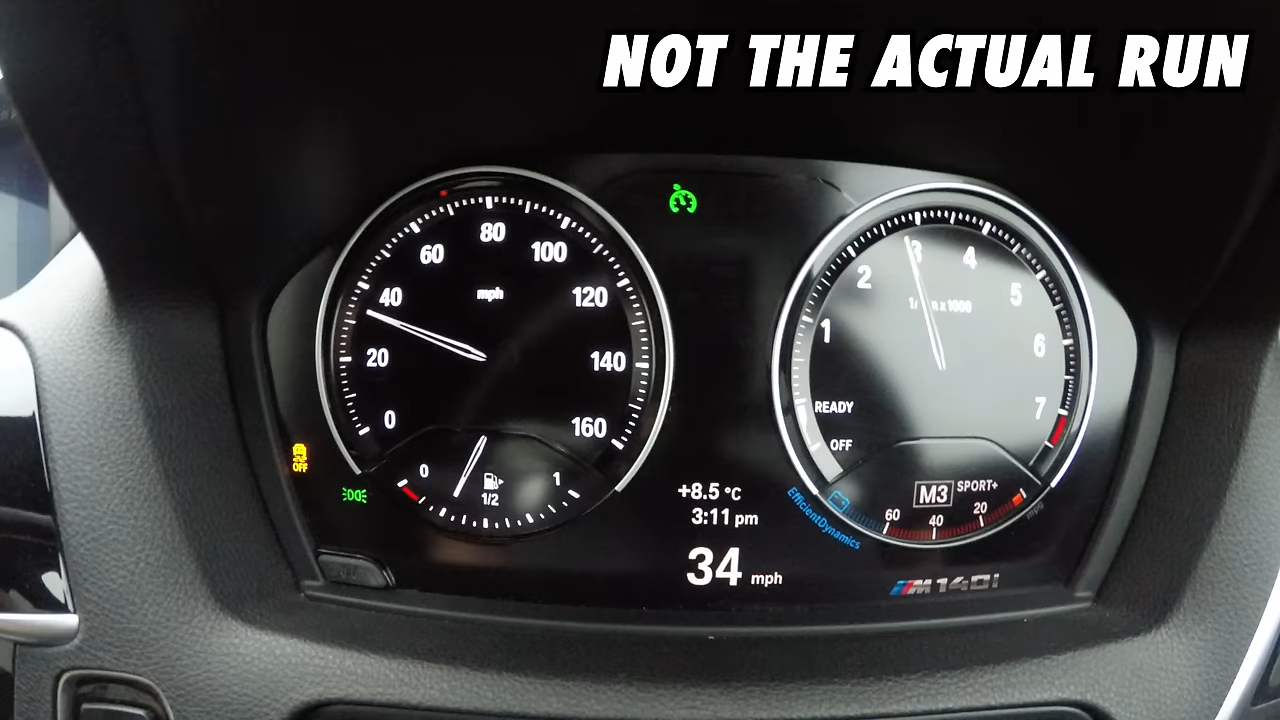 NOT THE ACTUAL RUN
80
60
100
40
mph
120
20
140
0
160
0
1
1/2
OFF
3
2
4
5
1
6
READY
7
OFF
M3 SPORT+
60
40
20
mpg
EfficientDynamics
+8.5 °C
3:11 pm
34 mph
M140i